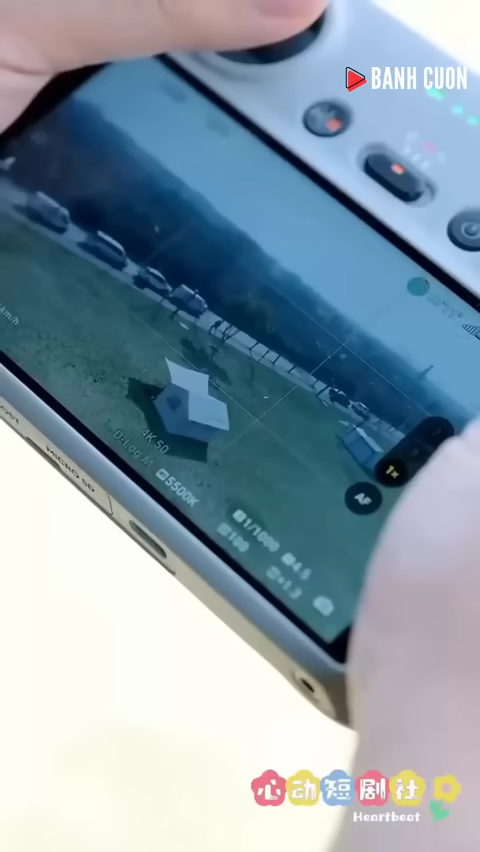 BANH CUON
MICRO SD
4K 50
D-Log M
5500K
1/1000
100
AF
1x
心动短剧社
Heartbeat